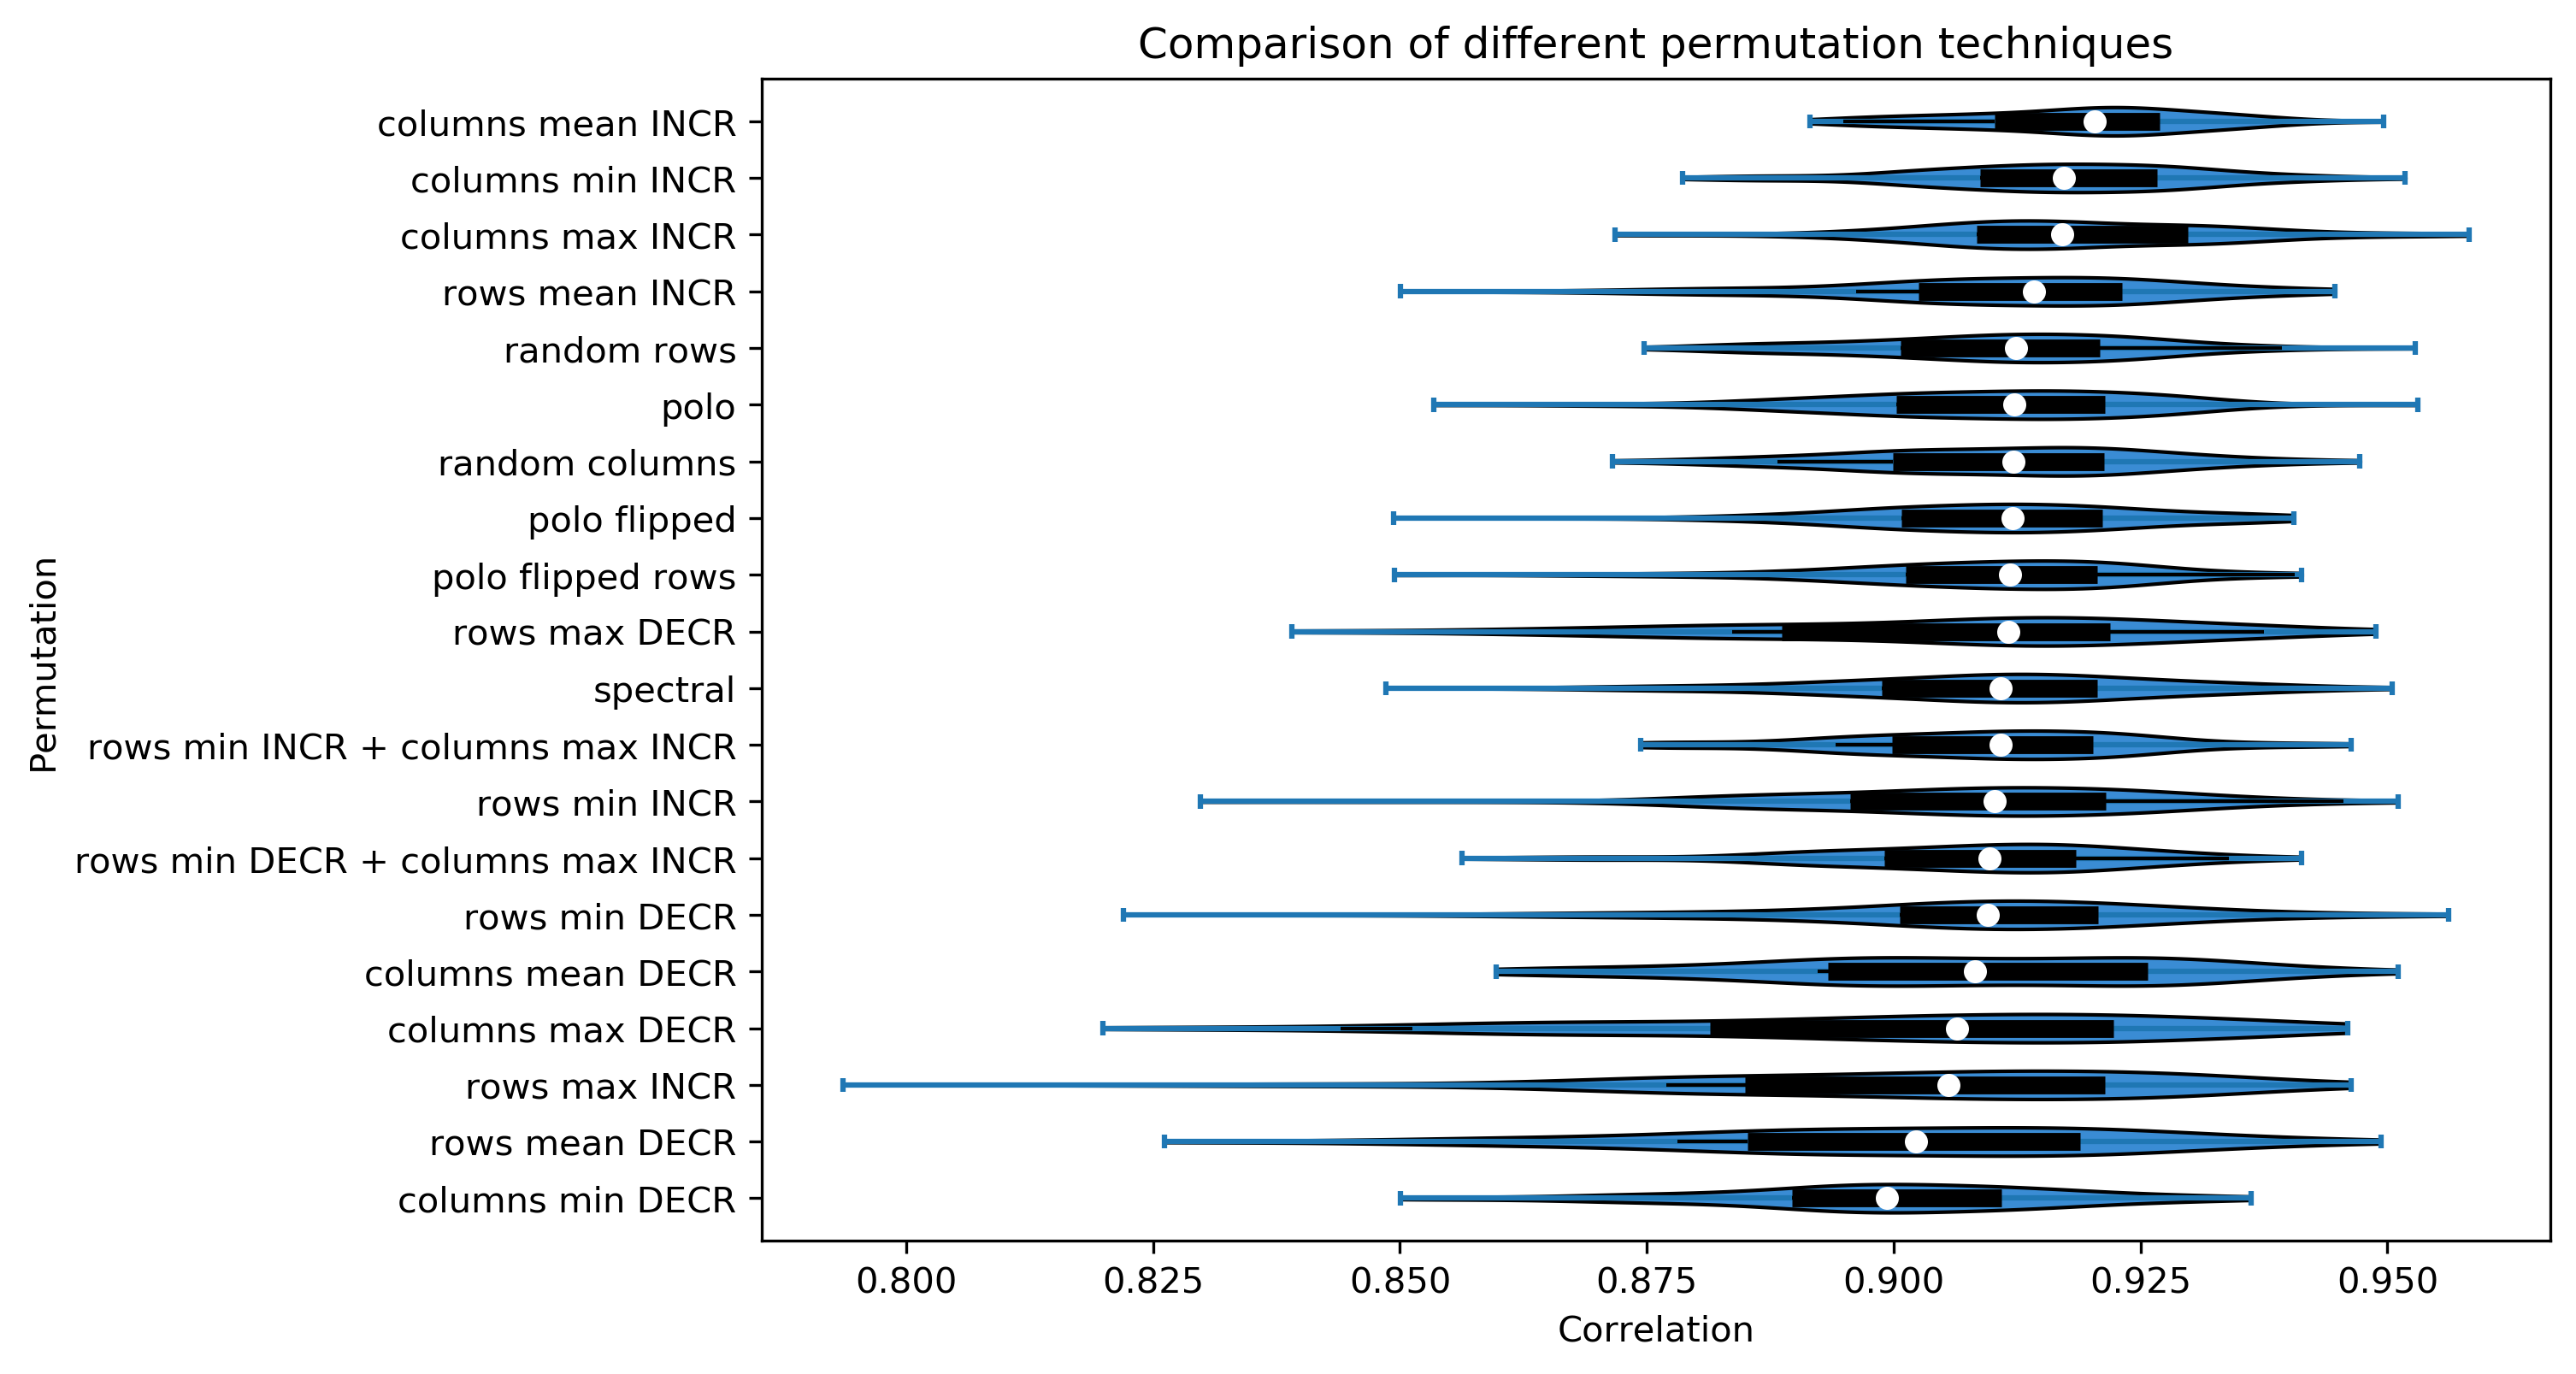 Comparison of different permutation techniques
Permutation
columns mean INCR
columns min INCR
columns max INCR
rows mean INCR
random rows
polo
random columns
polo flipped
polo flipped rows
rows max DECR
spectral
rows min INCR + columns max INCR
rows min INCR
rows min DECR + columns max INCR
rows min DECR
columns mean DECR
columns max DECR
rows max INCR
rows mean DECR
columns min DECR
0.800 0.825 0.850 0.875 0.900 0.925 0.950
Correlation